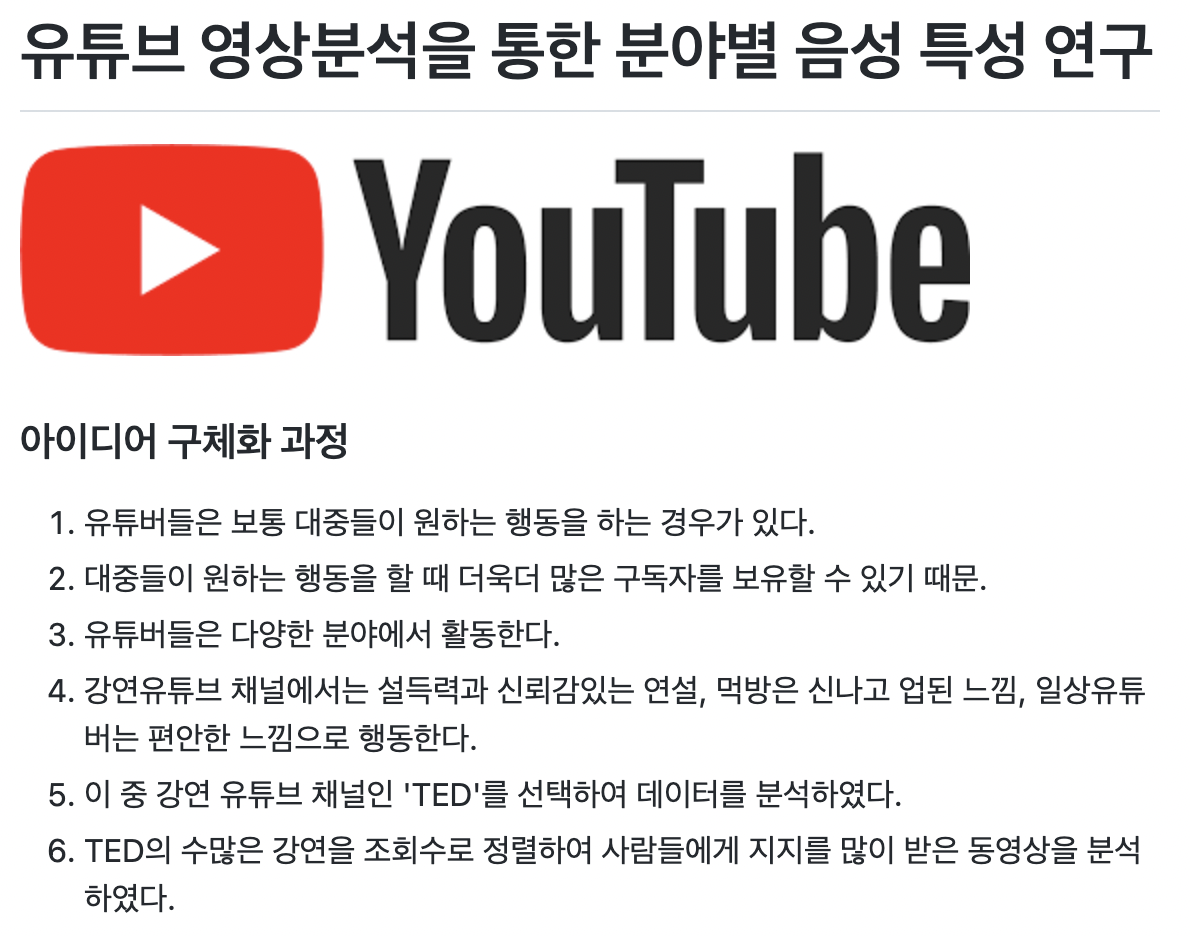 유튜브 영상분석을 통한 분야별 음성 특성 연구
YouTube
아이디어 구체화 과정
1. 유튜버들은 보통 대중들이 원하는 행동을 하는 경우가 있다.
2. 대중들이 원하는 행동을 할 때 더욱더 많은 구독자를 보유할 수 있기 때문.
3. 유튜버들은 다양한 분야에서 활동한다.
4. 강연유튜브 채널에서는 설득력과 신뢰감있는 연설, 먹방은 신나고 업된 느낌, 일상유튜
버는 편안한 느낌으로 행동한다.
5. 이 중 강연 유튜브 채널인 'TED'를 선택하여 데이터를 분석하였다.
6. TED의 수많은 강연을 조회수로 정렬하여 사람들에게 지지를 많이 받은 동영상을 분석
하였다.